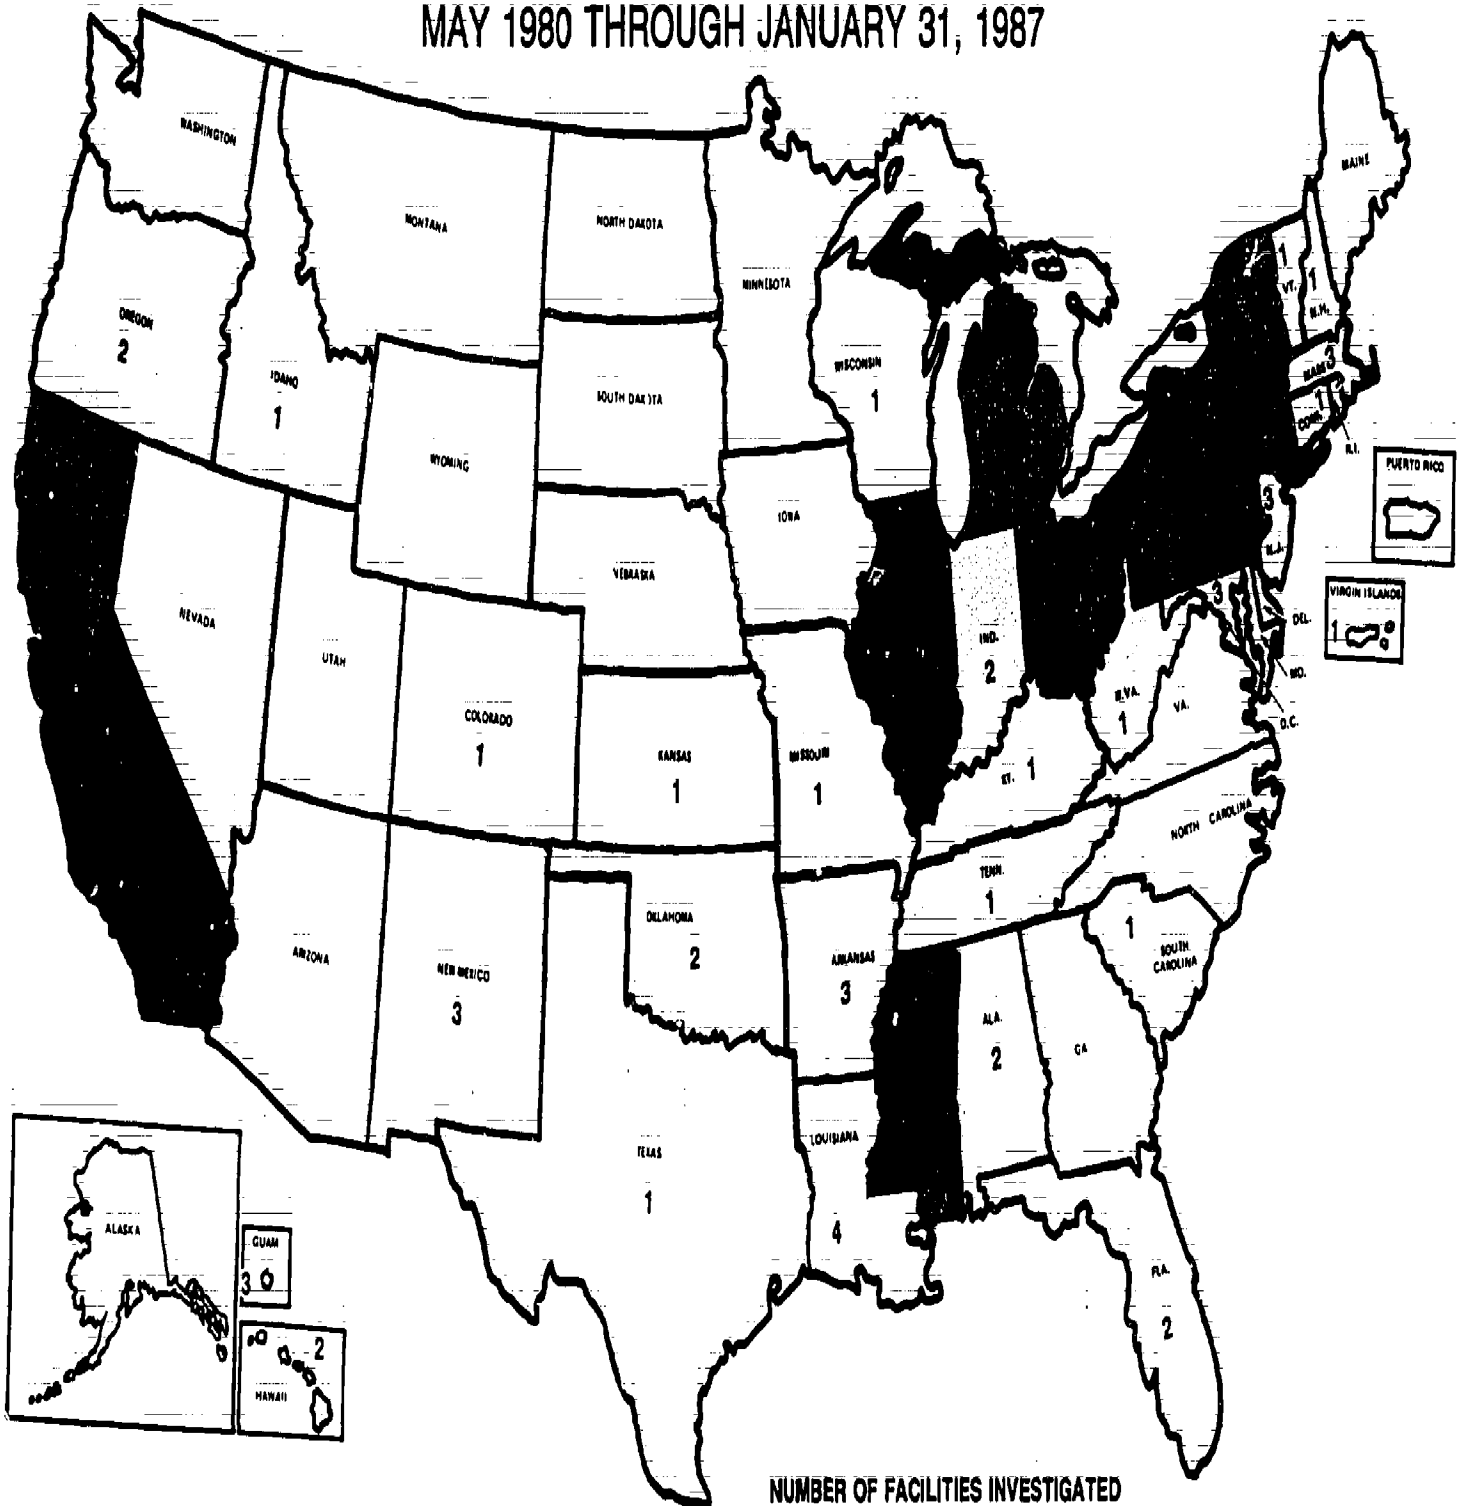 MAY 1980 THROUGH JANUARY 31, 1987
WASHINGTON
MONTANA
NORTH DAKOTA
MINNESOTA
MAINE
OREGON
2
IDAHO
1
WYOMING
SOUTH DAKOTA
WISCONSIN
1
1
VT.
1
N.H.
MASS
3
1
CONN.
R.I.
PUERTO RICO
NEVADA
UTAH
COLORADO
1
NEBRASKA
IOWA
KANSAS
1
MISSOURI
1
IND.
2
3
N.J.
3
DEL.
MD.
D.C.
VIRGIN ISLANDS
1
W.VA.
1
VA.
KY. 1
NORTH CAROLINA
TENN.
1
1
SOUTH
CAROLINA
ARIZONA
NEW MEXICO
3
OKLAHOMA
2
ARKANSAS
3
ALA.
2
GA
TEXAS
1
LOUISIANA
4
FLA.
2
ALASKA
GUAM
3
2
HAWAII
NUMBER OF FACILITIES INVESTIGATED